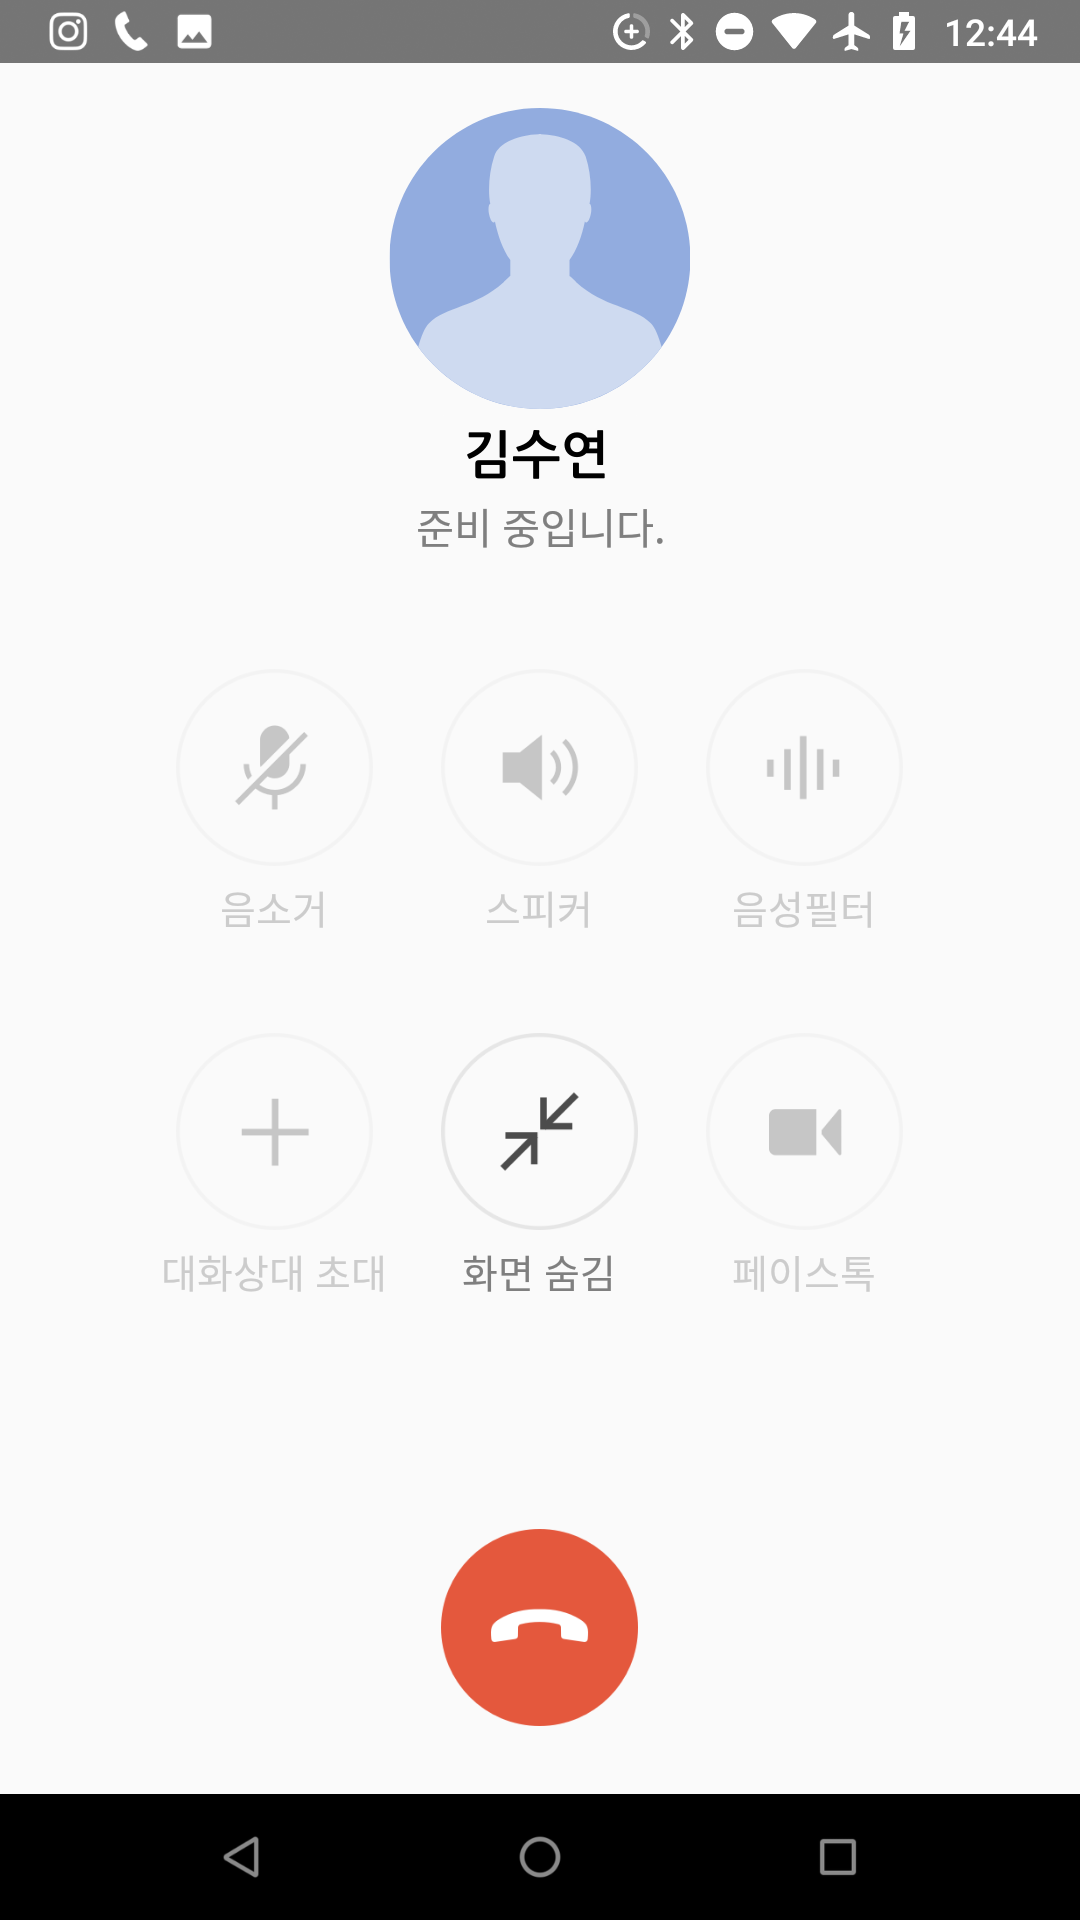 12:44
김수연
준비 중입니다.
음소거 스피커 음성필터
대화상대 초대 화면 숨김 페이스톡